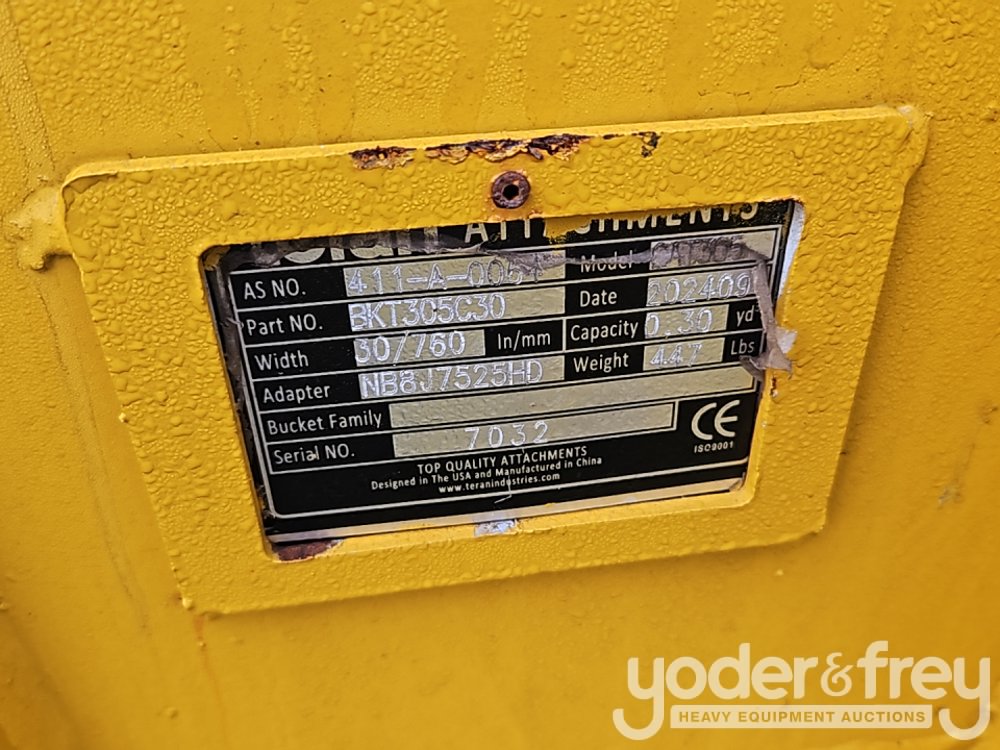 ATTACHMENTS
AS NO. 411-A-0051 Model
Part NO. BKT305C30 Date 202409
Width 30/760 In/mm Capacity 0.30 yd
Adapter NB8J7525HD Weight 447 Lbs
Bucket Family
Serial NO. 7032
CE
ISO9001
TOP QUALITY ATTACHMENTS
Designed in The USA and Manufactured in China
www.teranindustries.com
yoder&frey
HEAVY EQUIPMENT AUCTIONS